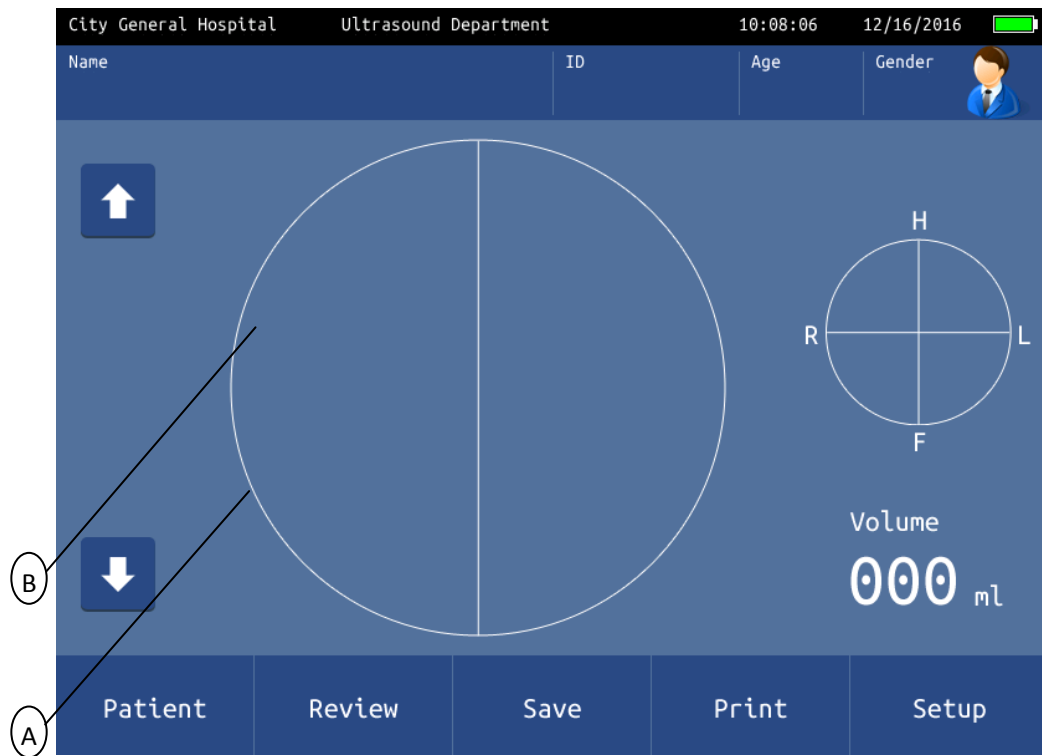 City General Hospital Ultrasound Department 10:08:06 12/16/2016
Name ID Age Gender
H
R L
F
Volume
000 ml
B
A
Patient Review Save Print Setup